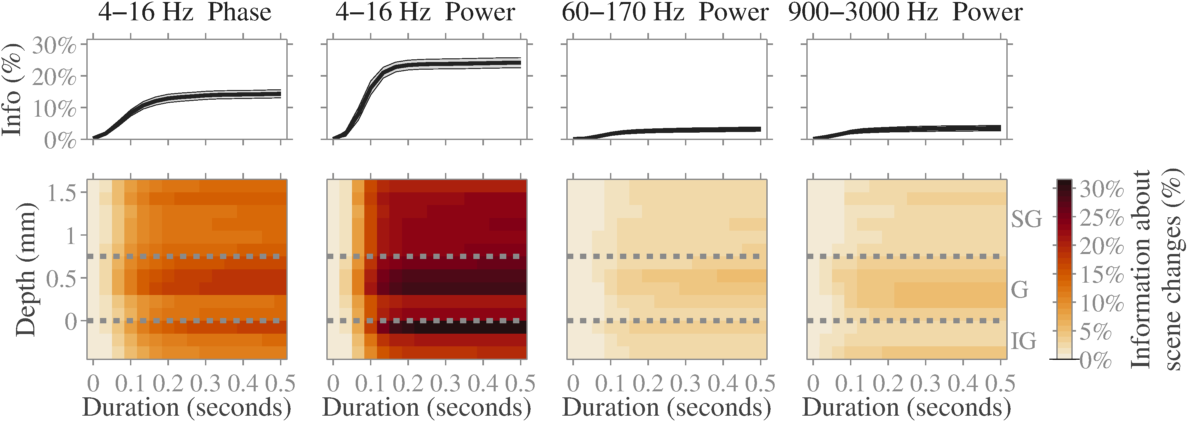 4–16 Hz Phase
4–16 Hz Power
60–170 Hz Power
900–3000 Hz Power
Info (%)
30%
20%
10%
0%
Depth (mm)
1.5
1
0.5
0
SG
G
IG
30%
25%
20%
15%
10%
5%
0%
Information about
scene changes (%)
0 0.1 0.2 0.3 0.4 0.5
0 0.1 0.2 0.3 0.4 0.5
0 0.1 0.2 0.3 0.4 0.5
0 0.1 0.2 0.3 0.4 0.5
Duration (seconds)
Duration (seconds)
Duration (seconds)
Duration (seconds)